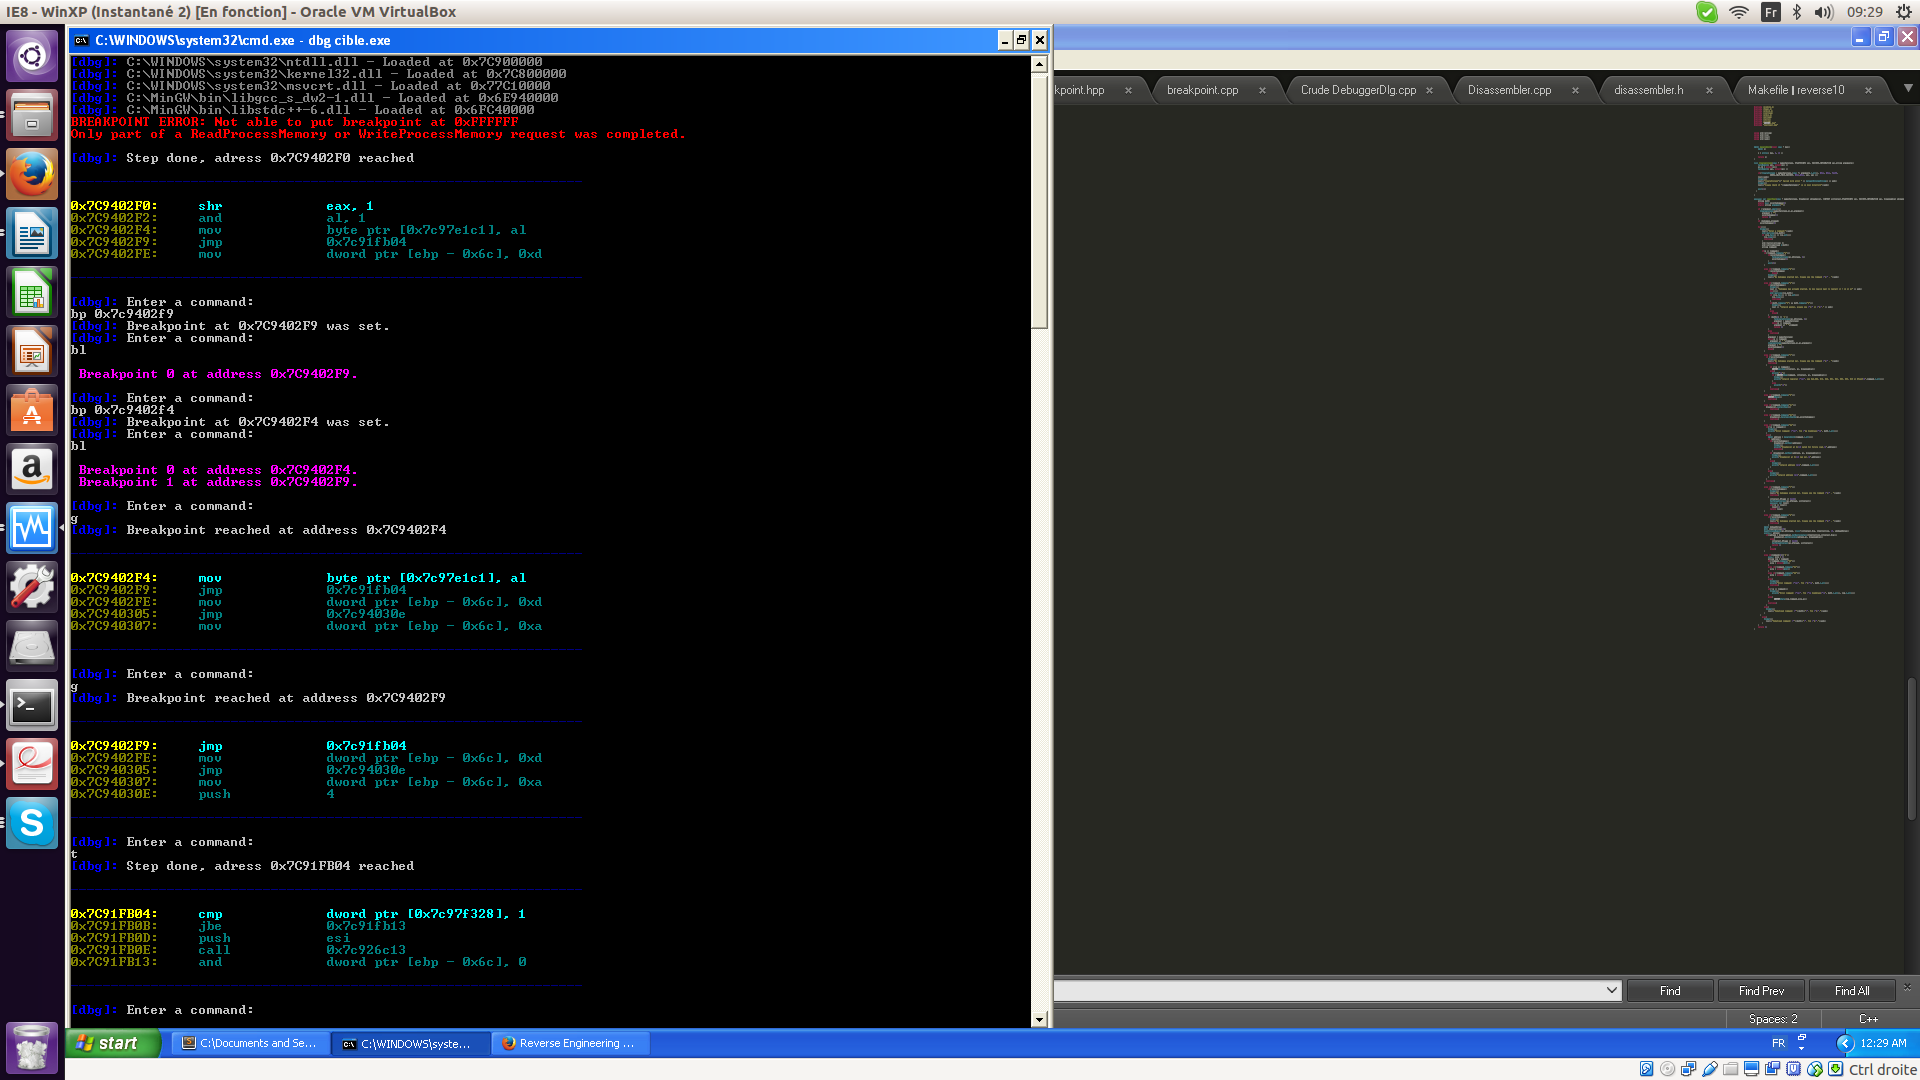 IE8 - WinXP (Instantané 2) [En fonction] - Oracle VM VirtualBox
Fr
09:29
C:\WINDOWS\system32\cmd.exe - dbg cible.exe
[dbg]: C:\WINDOWS\system32\ntdll.dll - Loaded at 0x7C900000
[dbg]: C:\WINDOWS\system32\kernel32.dll - Loaded at 0x7C800000
[dbg]: C:\WINDOWS\system32\msvcrt.dll - Loaded at 0x77C10000
[dbg]: C:\MinGW\bin\libgcc_s_dw2-1.dll - Loaded at 0x6E940000
[dbg]: C:\MinGW\bin\libstdc++-6.dll - Loaded at 0x6FC40000
BREAKPOINT ERROR: Not able to put breakpoint at 0xFFFFFF
Only part of a ReadProcessMemory or WriteProcessMemory request was completed.
[dbg]: Step done, adress 0x7C9402F0 reached
0x7C9402F0: shr eax, 1
0x7C9402F2: and al, 1
0x7C9402F4: mov byte ptr [0x7c97e1c1], al
0x7C9402F9: jmp 0x7c91fb04
0x7C9402FE: mov dword ptr [ebp - 0x6c], 0xd
[dbg]: Enter a command:
bp 0x7c9402f9
[dbg]: Breakpoint at 0x7C9402F9 was set.
[dbg]: Enter a command:
bl
Breakpoint 0 at address 0x7C9402F9.
[dbg]: Enter a command:
bp 0x7c9402f4
[dbg]: Breakpoint at 0x7C9402F4 was set.
[dbg]: Enter a command:
bl
Breakpoint 0 at address 0x7C9402F4.
Breakpoint 1 at address 0x7C9402F9.
[dbg]: Enter a command:
g
[dbg]: Breakpoint reached at address 0x7C9402F4
0x7C9402F4: mov byte ptr [0x7c97e1c1], al
0x7C9402F9: jmp 0x7c91fb04
0x7C9402FE: mov dword ptr [ebp - 0x6c], 0xd
0x7C940305: jmp 0x7c94030e
0x7C940307: mov dword ptr [ebp - 0x6c], 0xa
[dbg]: Enter a command:
g
[dbg]: Breakpoint reached at address 0x7C9402F9
0x7C9402F9: jmp 0x7c91fb04
0x7C9402FE: mov dword ptr [ebp - 0x6c], 0xd
0x7C940305: jmp 0x7c94030e
0x7C940307: mov dword ptr [ebp - 0x6c], 0xa
0x7C94030E: push 4
[dbg]: Enter a command:
t
[dbg]: Step done, adress 0x7C91FB04 reached
0x7C91FB04: cmp dword ptr [0x7c97f328], 1
0x7C91FB0B: jbe 0x7c91fb13
0x7C91FB0D: push esi
0x7C91FB0E: call 0x7c926c13
0x7C91FB13: and dword ptr [ebp - 0x6c], 0
[dbg]: Enter a command:
kpoint.hpp
breakpoint.cpp
Crude DebuggerDlg.cpp
Disassembler.cpp
disassembler.h
Makefile | reverse10
Find
Find Prev
Find All
Spaces: 2
C++
start
C:\Documents and Se...
C:\WINDOWS\syste...
Reverse Engineering ...
FR
12:29 AM
Ctrl droite